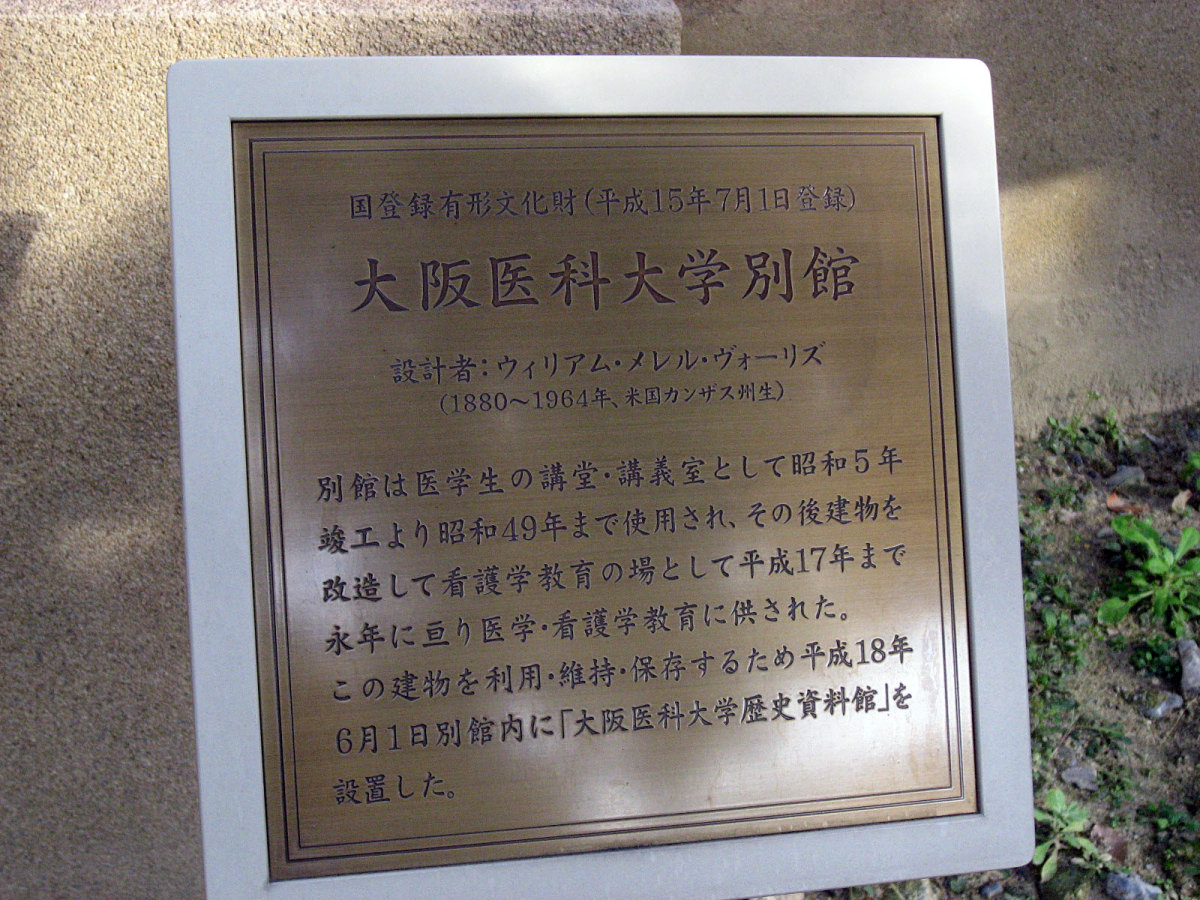 国登録有形文化財(平成15年7月1日登録)
大阪医科大学別館
設計者:ウィリアム・メレル・ヴォーリズ
(1880～1964年、米国カンザス州生)
別館は医学生の講堂・講義室として昭和5年
竣工より昭和49年まで使用され、その後建物を
改造して看護学教育の場として平成17年まで
永年に亘り医学・看護学教育に供された。
この建物を利用・維持・保存するため平成18年
6月1日別館内に「大阪医科大学歴史資料館」を
設置した。